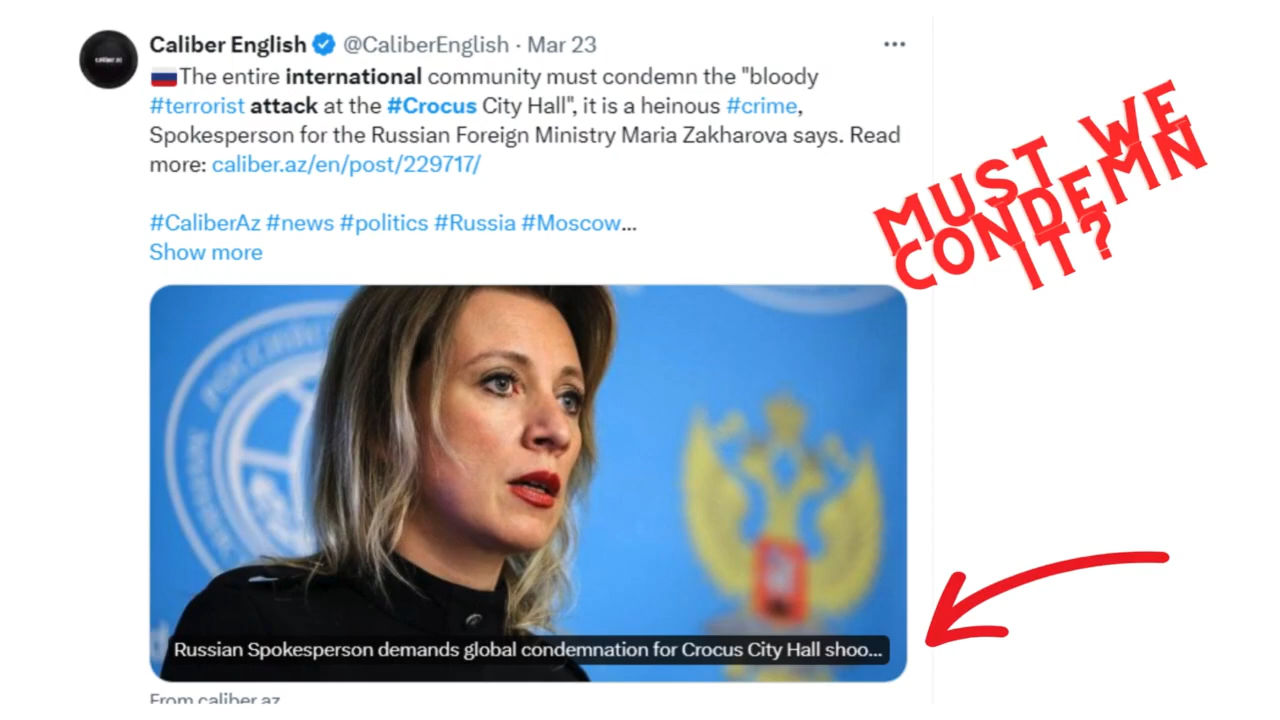 Caliber English @CaliberEnglish · Mar 23
The entire international community must condemn the "bloody
#terrorist attack at the #Crocus City Hall", it is a heinous #crime,
Spokesperson for the Russian Foreign Ministry Maria Zakharova says. Read
more: caliber.az/en/post/229717/
#CaliberAz #news #politics #Russia #Moscow...
Show more
MUST WE
CONDEMN
IT?
Russian Spokesperson demands global condemnation for Crocus City Hall shoo...
From caliber.az